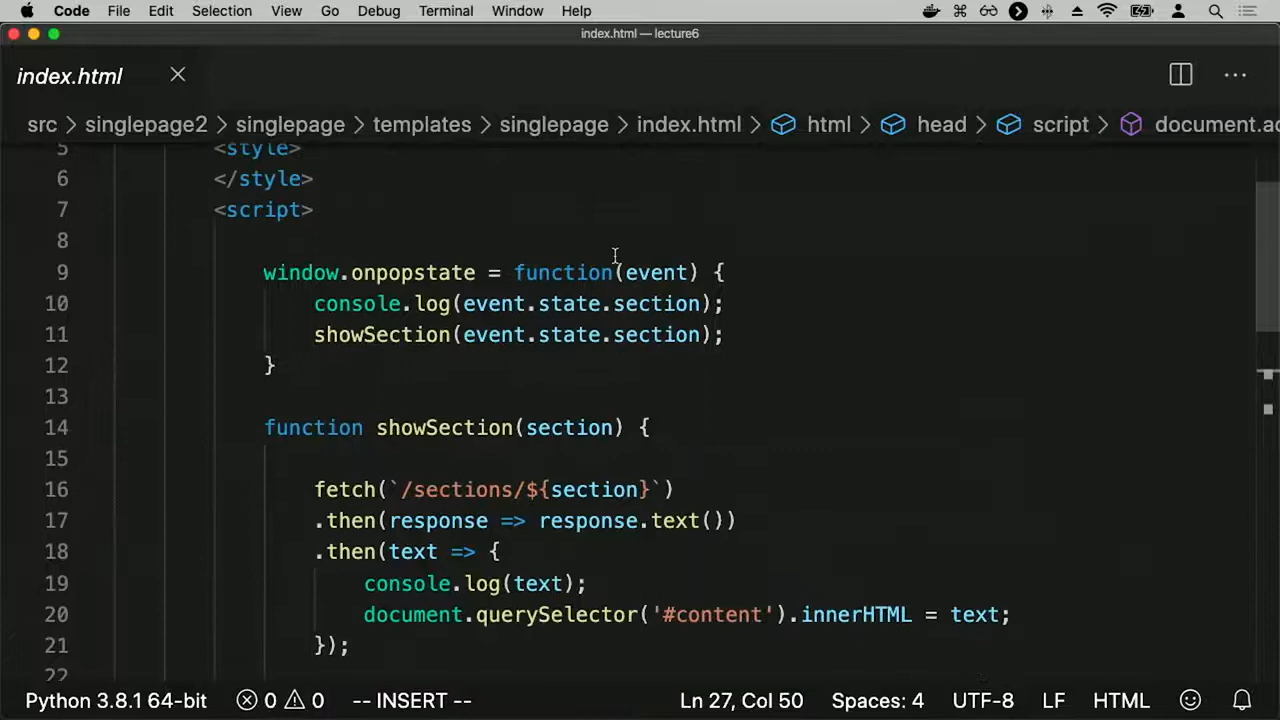 Code File Edit Selection View Go Debug Terminal Window Help
index.html — lecture6
index.html
src > singlepage2 > singlepage > templates > singlepage > index.html > html > head > script > document.ad
5 <style>
6 </style>
7 <script>
8
9 window.onpopstate = function(event) {
10 console.log(event.state.section);
11 showSection(event.state.section);
12 }
13
14 function showSection(section) {
15
16 fetch(`/sections/${section}`)
17 .then(response => response.text())
18 .then(text => {
19 console.log(text);
20 document.querySelector('#content').innerHTML = text;
21 });
22
Python 3.8.1 64-bit 0 0 -- INSERT -- Ln 27, Col 50 Spaces: 4 UTF-8 LF HTML